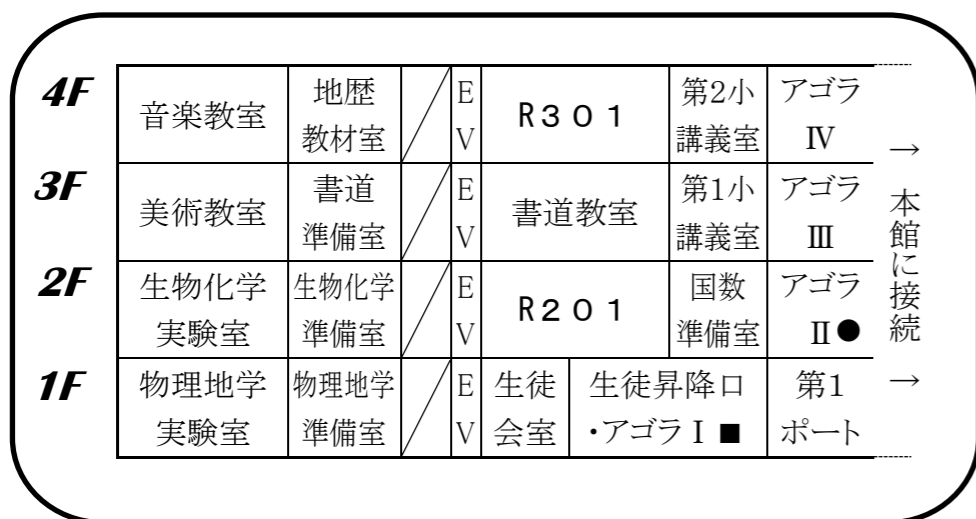 4F
音楽教室
地歴
教材室
E
V
R301
第2小
講義室
アゴラ
Ⅳ
3F
美術教室
書道
準備室
E
V
書道教室
第1小
講義室
アゴラ
Ⅲ
2F
生物化学
実験室
生物化学
準備室
E
V
R201
国数
準備室
アゴラ
Ⅱ●
1F
物理地学
実験室
物理地学
準備室
E
V
生徒
会室
生徒昇降口
・アゴラⅠ■
第1
ポート
→本館に接続→